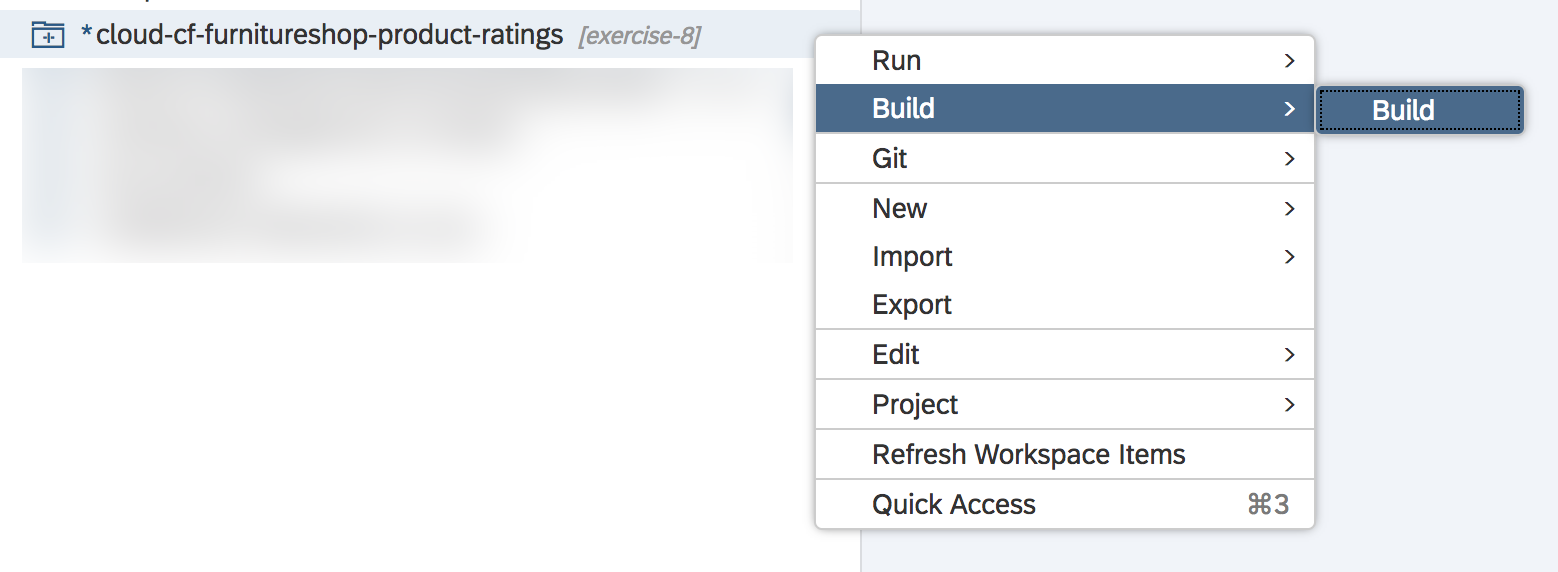 * cloud-cf-furnitureshop-product-ratings [exercise-8]
Run >
Build > Build
Git >
New >
Import >
Export
Edit >
Project >
Refresh Workspace Items
Quick Access ⌘3